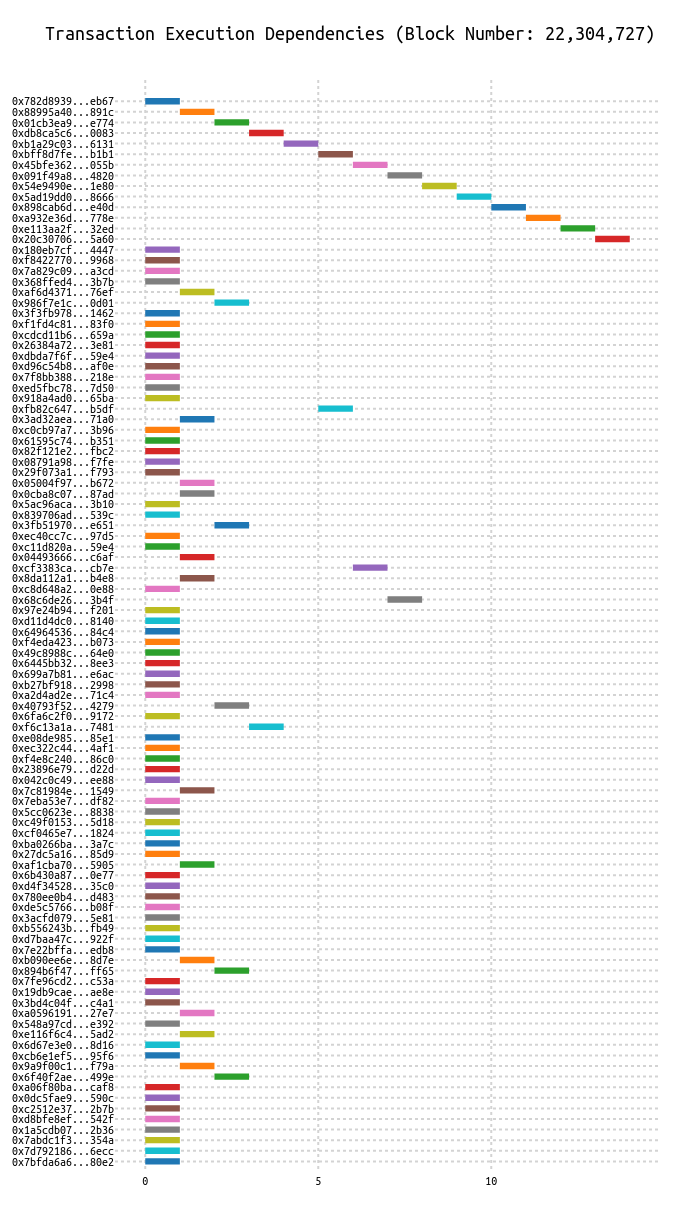 Transaction Execution Dependencies (Block Number: 22,304,727)
0x782d8939...eb67
0x88995a40...891c
0x01cb3ea9...e774
0xdb8ca5c6...0083
0xb1a29c03...6131
0xbff8d7fe...b1b1
0x45bfe362...055b
0x091f49a8...4820
0x54e9490e...1e80
0x5ad19dd0...8666
0x898cab6d...e40d
0xa932e36d...778e
0xe113aa2f...32ed
0x20c30706...5a60
0x180eb7cf...4447
0xf8422770...9968
0x7a829c09...a3cd
0x368ffed4...3b7b
0xaf6d4371...76ef
0x986f7e1c...0d01
0x3f3fb978...1462
0xf1fd4c81...83f0
0xcdcd11b6...659a
0x26384a72...3e81
0xdbda7f6f...59e4
0xd96c54b8...af0e
0x7f8bb388...218e
0xed5fbc78...7d50
0x918a4ad0...65ba
0xfb82c647...b5df
0x3ad32aea...71a0
0xc0cb97a7...3b96
0x61595c74...b351
0x82f121e2...fbc2
0x08791a98...f7fe
0x29f073a1...f793
0x05004f97...b672
0x0cba8c07...87ad
0x5ac96aca...3b10
0x839706ad...539c
0x3fb51970...e651
0xec40cc7c...97d5
0xc11d820a...59e4
0x04493666...c6af
0xcf3383ca...cb7e
0x8da112a1...b4e8
0xc8d648a2...0e88
0x68c6de26...3b4f
0x97e24b94...f201
0xd11d4dc0...8140
0x64964536...84c4
0xf4eda423...b073
0x49c8988c...64e0
0x6445bb32...8ee3
0x699a7b81...e6ac
0xb27bf918...2998
0xa2d4ad2e...71c4
0x40793f52...4279
0x6fa6c2f0...9172
0xf6c13a1a...7481
0xe08de985...85e1
0xec322c44...4af1
0xf4e8c240...86c0
0x23896e79...d22d
0x042c0c49...ee88
0x7c81984e...1549
0x7eba53e7...df82
0x5cc0623e...8838
0xc49f0153...5d18
0xcf0465e7...1824
0xba0266ba...3a7c
0x27dc5a16...85d9
0xaf1cba70...5905
0x6b430a87...0e77
0xd4f34528...35c0
0x780ee0b4...d483
0xde5c5766...b08f
0x3acfd079...5e81
0xb556243b...fb49
0xd7baa47c...922f
0x7e22bffa...edb8
0xb090ee6e...8d7e
0x894b6f47...ff65
0x7fe96cd2...c53a
0x19db9cae...ae8e
0x3bd4c04f...c4a1
0xa0596191...27e7
0x548a97cd...e392
0xe116f6c4...5ad2
0x6d67e3e0...8d16
0xcb6e1ef5...95f6
0x9a9f00c1...f79a
0x6f40f2ae...499e
0xa06f80ba...caf8
0x0dc5fae9...590c
0xc2512e37...2b7b
0xd8bfe8ef...542f
0x1a5cdb07...2b36
0x7abdc1f3...354a
0x7d792186...6ecc
0x7bfda6a6...80e2
0 5 10